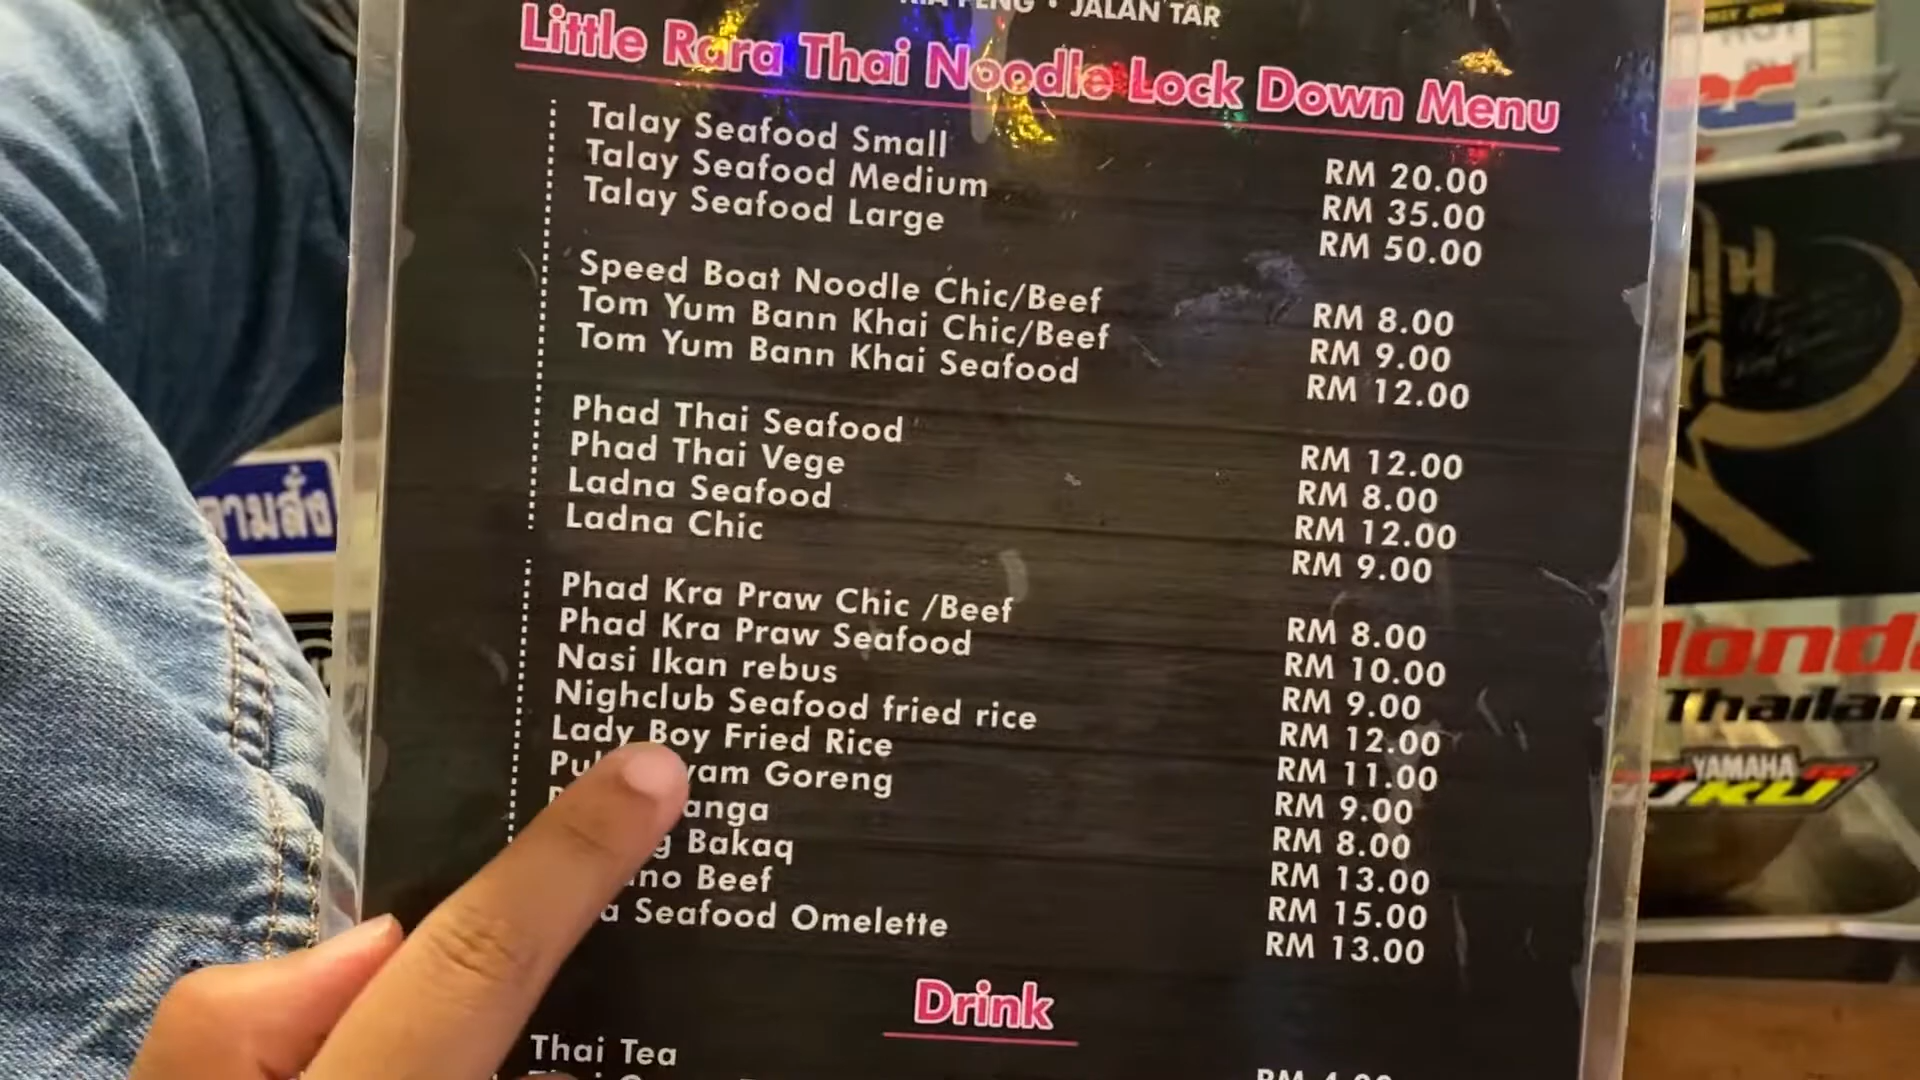 PENG • JALAN TAR
Little Rara Thai Noodle Lock Down Menu
Talay Seafood Small RM 20.00
Talay Seafood Medium RM 35.00
Talay Seafood Large RM 50.00
Speed Boat Noodle Chic/Beef RM 8.00
Tom Yum Bann Khai Chic/Beef RM 9.00
Tom Yum Bann Khai Seafood RM 12.00
Phad Thai Seafood RM 12.00
Phad Thai Vege RM 8.00
Ladna Seafood RM 12.00
Ladna Chic RM 9.00
Phad Kra Praw Chic /Beef RM 8.00
Phad Kra Praw Seafood RM 10.00
Nasi Ikan rebus RM 9.00
Nighclub Seafood fried rice RM 12.00
Lady Boy Fried Rice RM 11.00
Goreng RM 9.00
RM 8.00
Bakaq RM 13.00
Beef RM 15.00
Seafood Omelette RM 13.00
Drink
Thai Tea
ตามสั่ง
Honda
Thailan
YAMAHA